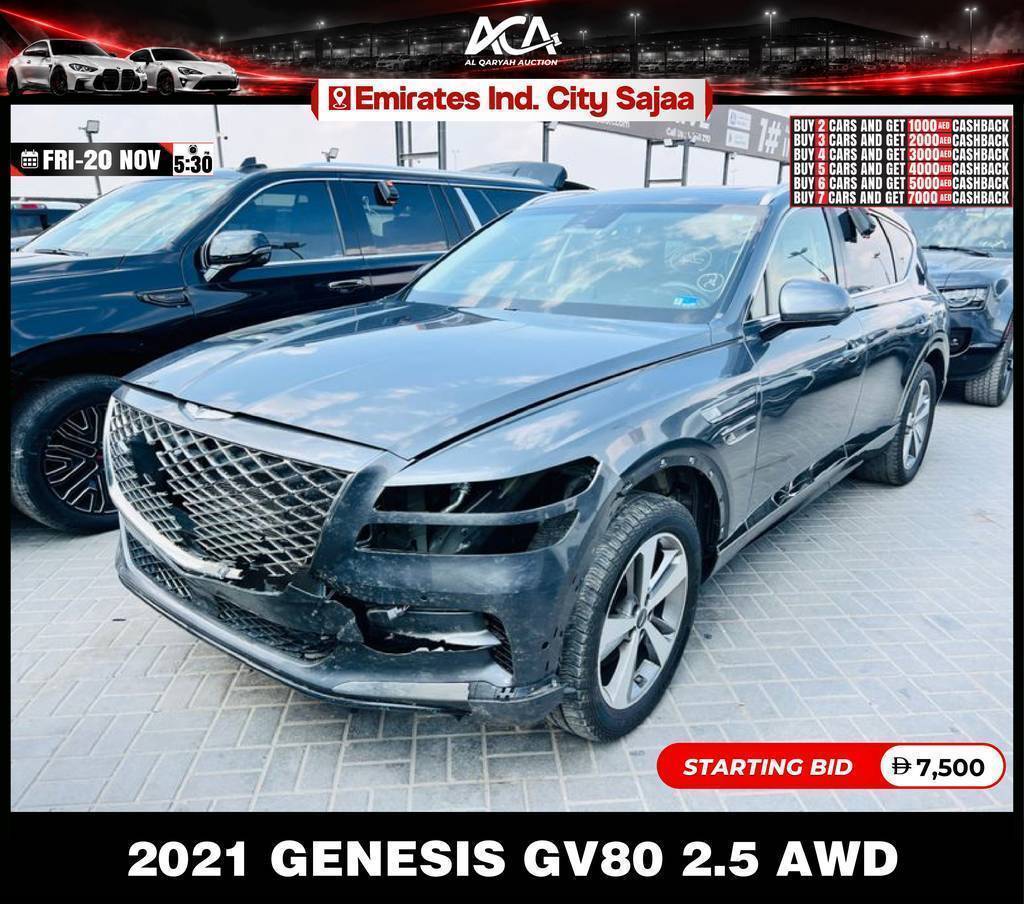 ACA
AL QARYAH AUCTION
Emirates Ind. City Sajaa
FRI-20 NOV
5:30
BUY 2 CARS AND GET 1000 AED CASHBACK
BUY 3 CARS AND GET 2000 AED CASHBACK
BUY 4 CARS AND GET 3000 AED CASHBACK
BUY 5 CARS AND GET 4000 AED CASHBACK
BUY 6 CARS AND GET 5000 AED CASHBACK
BUY 7 CARS AND GET 7000 AED CASHBACK
1#
STARTING BID
7,500
2021 GENESIS GV80 2.5 AWD